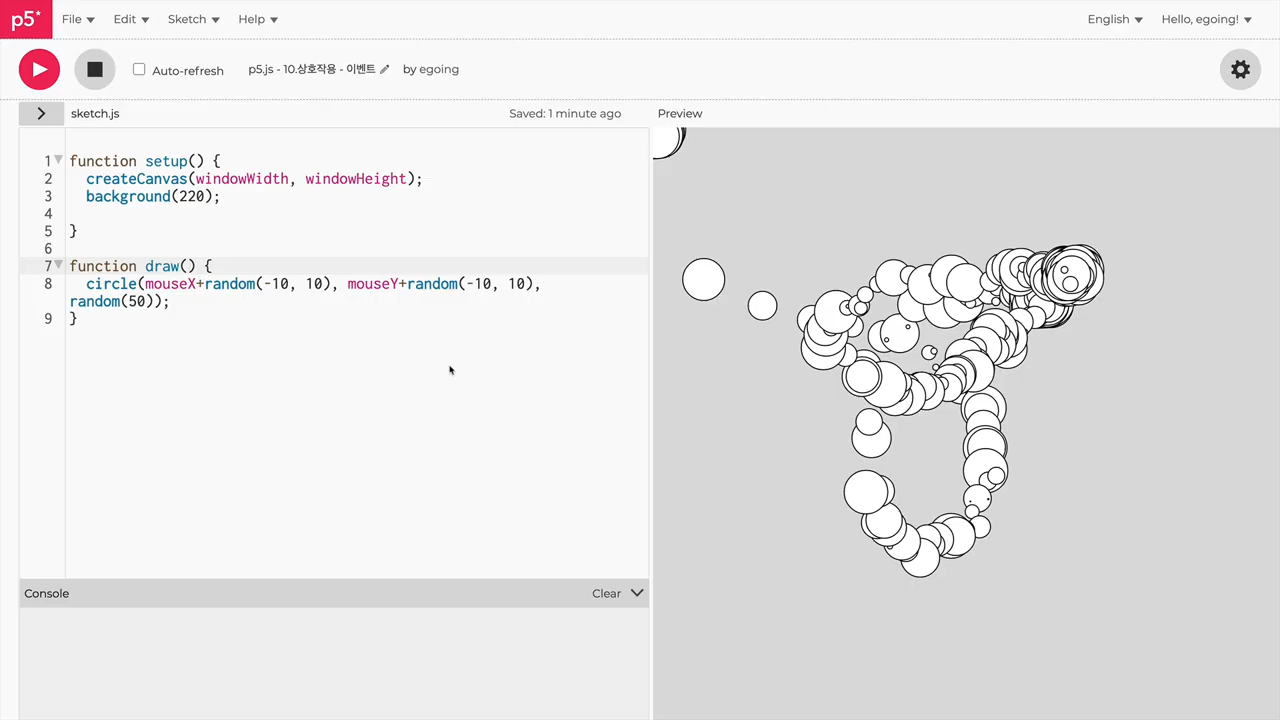 p5* File Edit Sketch Help English Hello, egoing!
Auto-refresh p5.js - 10.상호작용 - 이벤트 by egoing
sketch.js Saved: 1 minute ago Preview
1 function setup() {
2 createCanvas(windowWidth, windowHeight);
3 background(220);
4
5 }
6
7 function draw() {
8 circle(mouseX+random(-10, 10), mouseY+random(-10, 10),
random(50));
9 }
Console Clear